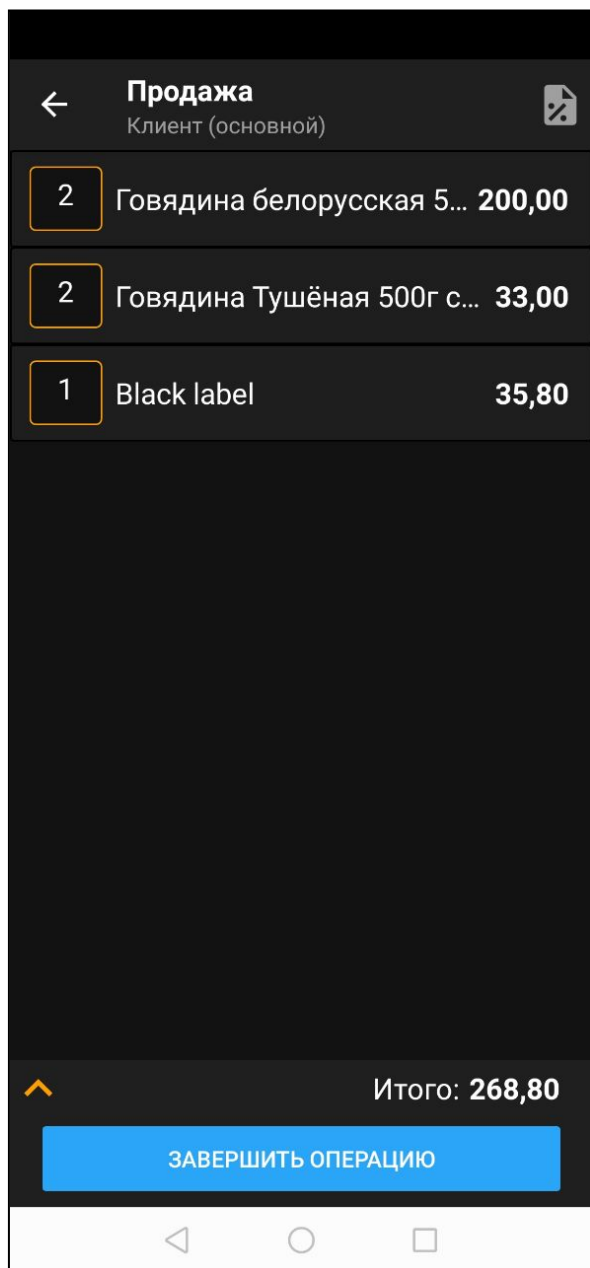 Продажа
Клиент (основной)
2 Говядина белорусская 5... 200,00
2 Говядина Тушёная 500г с... 33,00
1 Black label 35,80
Итого: 268,80
ЗАВЕРШИТЬ ОПЕРАЦИЮ